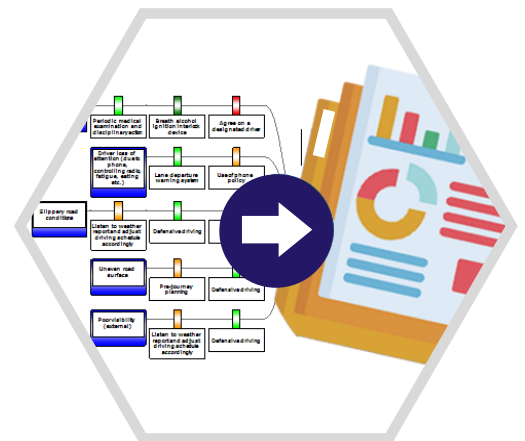 Periodic medical
examination and
disciplinary action
Breath alcohol
ignition interlock
device
Agree on a
designated driver
Driver loss of
attention (due to
phone,
controlling radio,
fatigue, eating
etc.)
Lane departure
warning system
Use of phone
policy
Slippery road
conditions
Listen to weather
report and adjust
driving schedule
accordingly
Defensive driving
Uneven road
surface
Pre-journey
planning
Defensive driving
Poor visibility
(external)
Listen to weather
report and adjust
driving schedule
accordingly
Defensive driving